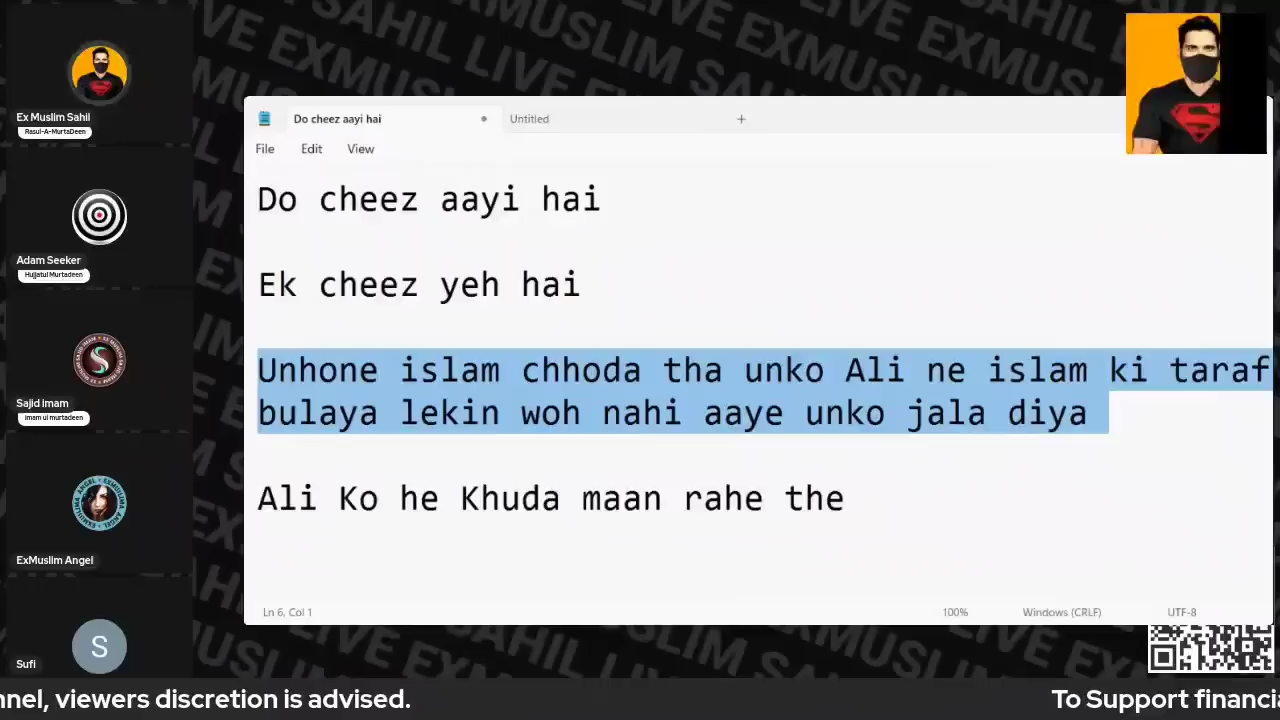 Ex Muslim Sahil
Rasul-A-MurtaDeen
Adam Seeker
Hujjatul Murtadeen
Sajid imam
Imam ul murtadeen
ExMuslim Angel
S
Sufi
Do cheez aayi hai
Untitled
File Edit View
Do cheez aayi hai
Ek cheez yeh hai
Unhone islam chhoda tha unko Ali ne islam ki taraf
bulaya lekin woh nahi aaye unko jala diya
Ali Ko he Khuda maan rahe the
Ln 6, Col 1 100% Windows (CRLF) UTF-8
nnel, viewers discretion is advised. To Support financia